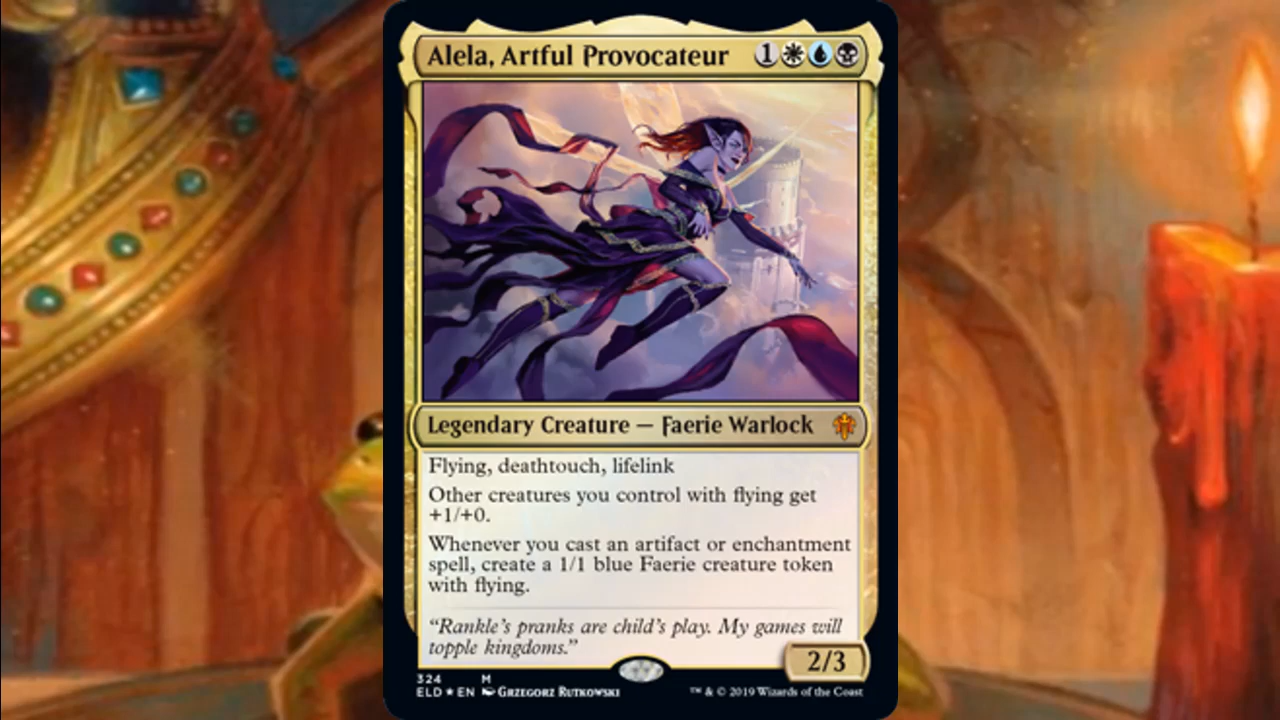 Alela, Artful Provocateur 1
Legendary Creature — Faerie Warlock
Flying, deathtouch, lifelink
Other creatures you control with flying get
+1/+0.
Whenever you cast an artifact or enchantment
spell, create a 1/1 blue Faerie creature token
with flying.
“Rankle’s pranks are child’s play. My games will
topple kingdoms.”
2/3
324 M
ELD ★ EN Grzegorz Rutkowski
™ & © 2019 Wizards of the Coast